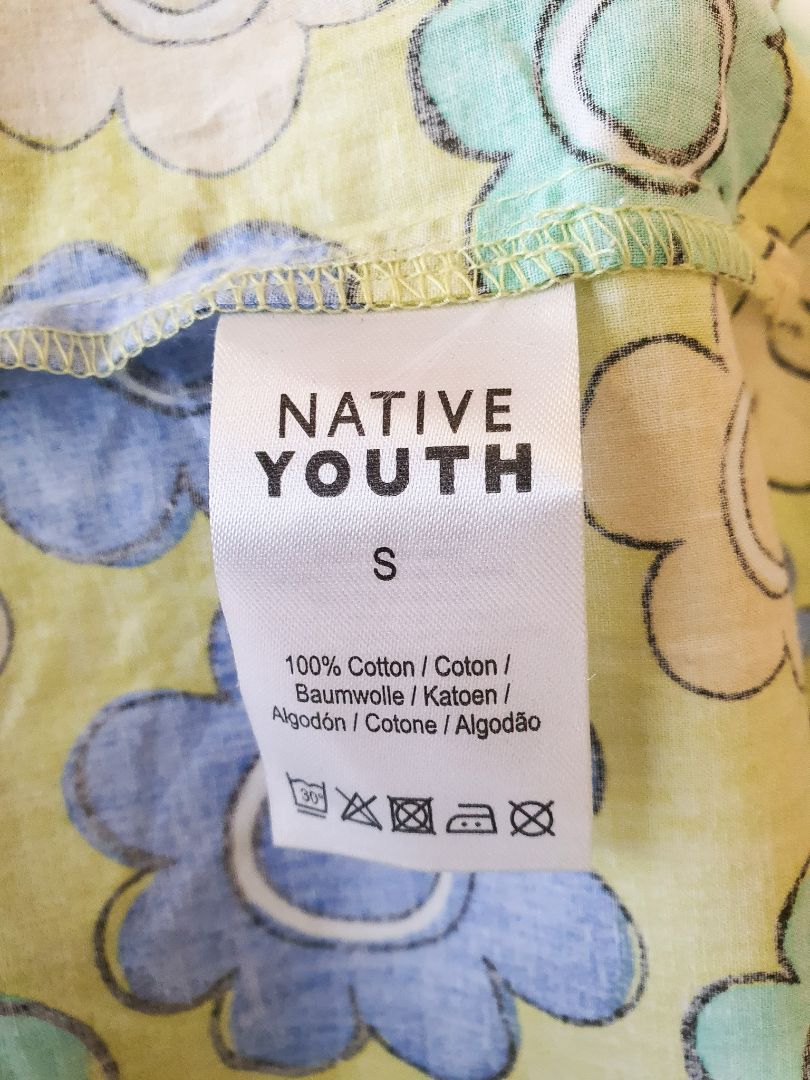 NATIVE
YOUTH
S
100% Cotton / Coton /
Baumwolle / Katoen /
Algodón / Cotone / Algodão
30°